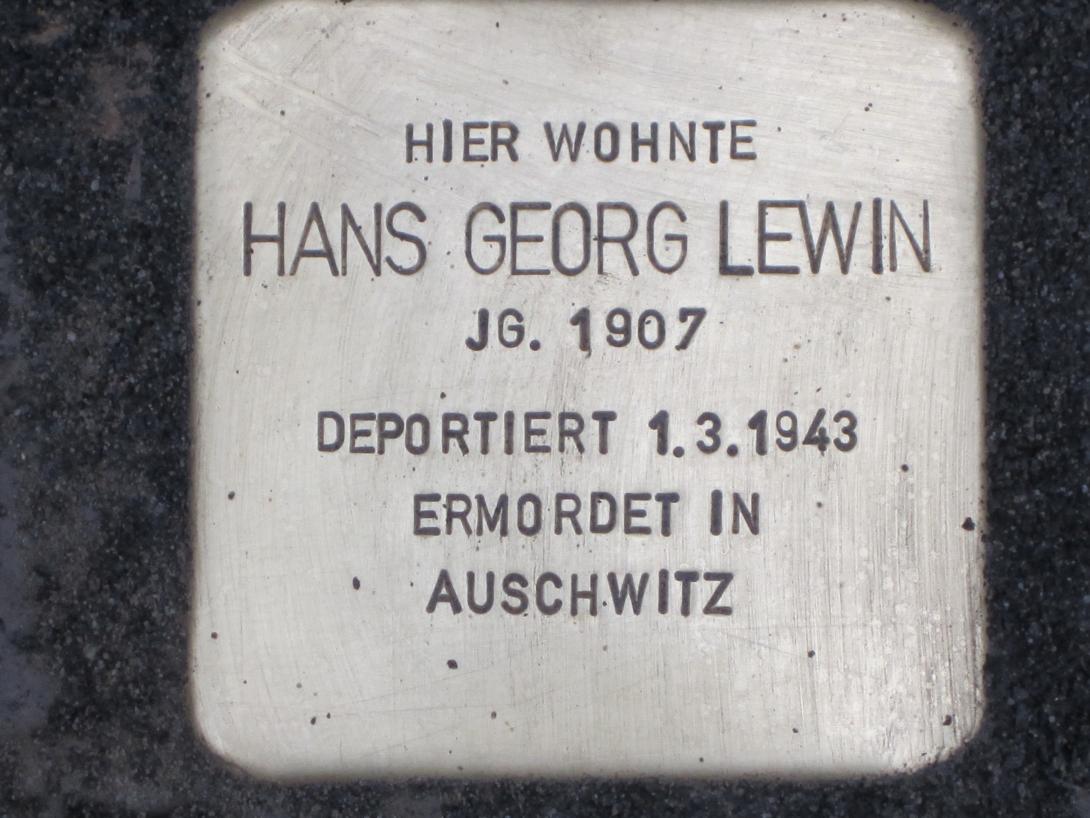 HIER WOHNTE
HANS GEORG LEWIN
JG. 1907
DEPORTIERT 1.3.1943
ERMORDET IN
AUSCHWITZ